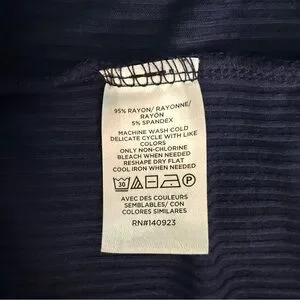 95% RAYON/ RAYONNE/
RAYÓN
5% SPANDEX
MACHINE WASH COLD
DELICATE CYCLE WITH LIKE
COLORS
ONLY NON-CHLORINE
BLEACH WHEN NEEDED
RESHAPE DRY FLAT
COOL IRON WHEN NEEDED
30 P
AVEC DES COULEURS
SEMBLABLES/ CON
COLORES SIMILARES
RN#140923